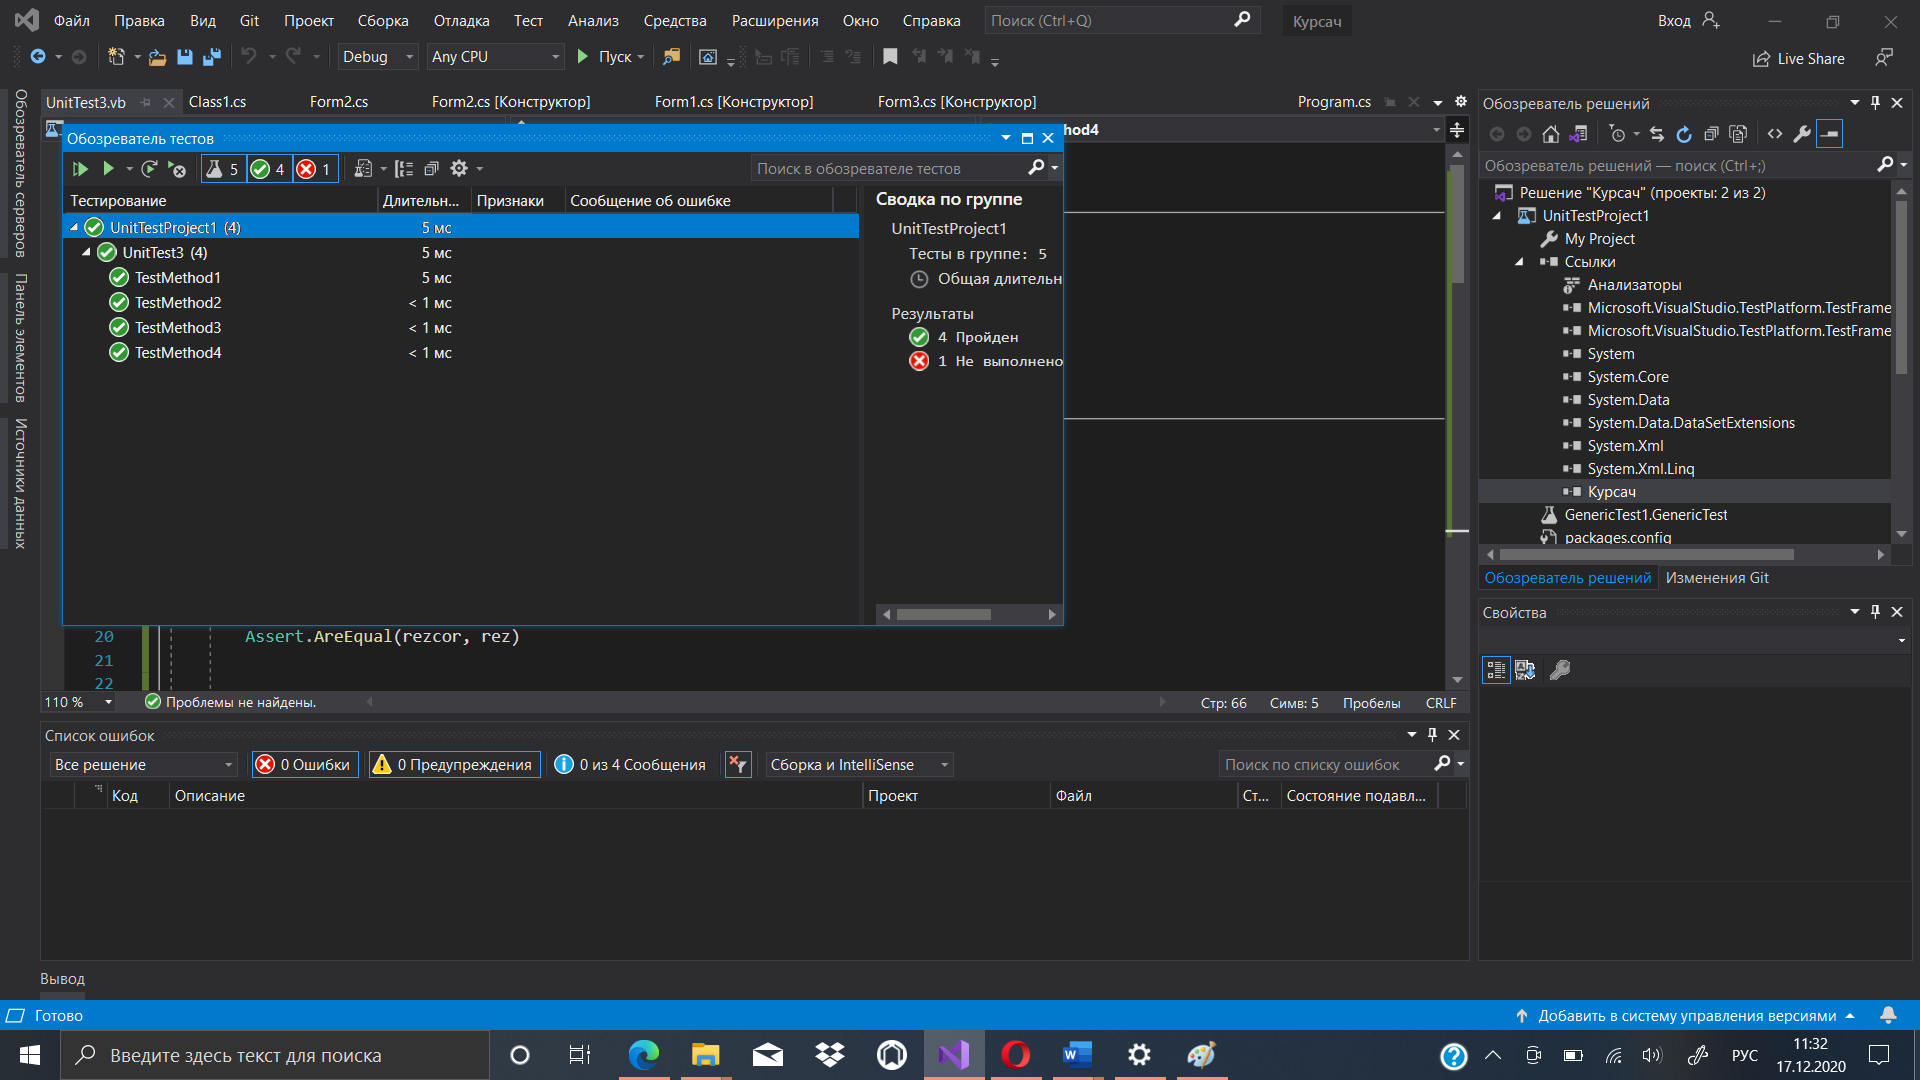 Файл Правка Вид Git Проект Сборка Отладка Тест Анализ Средства Расширения Окно Справка Поиск (Ctrl+Q) Курсач Вход
Debug Any CPU Пуск Live Share
UnitTest3.vb Class1.cs Form2.cs Form2.cs [Конструктор] Form1.cs [Конструктор] Form3.cs [Конструктор] Program.cs
Обозреватель серверов
Панель элементов
Источники данных
hod4
Обозреватель тестов
5 4 1 Поиск в обозревателе тестов
Тестирование Длительн... Признаки Сообщение об ошибке
UnitTestProject1 (4) 5 мс
UnitTest3 (4) 5 мс
TestMethod1 5 мс
TestMethod2 < 1 мс
TestMethod3 < 1 мс
TestMethod4 < 1 мс
Сводка по группе
UnitTestProject1
Тесты в группе: 5
Общая длительн
Результаты
4 Пройден
1 Не выполнено
20 Assert.AreEqual(rezcor, rez)
21
22
110 % Проблемы не найдены. Стр: 66 Симв: 5 Пробелы CRLF
Список ошибок
Все решение 0 Ошибки 0 Предупреждения 0 из 4 Сообщения Сборка и IntelliSense Поиск по списку ошибок
Код Описание Проект Файл Ст... Состояние подавл...
Вывод
Обозреватель решений
Обозреватель решений — поиск (Ctrl+;)
Решение "Курсач" (проекты: 2 из 2)
UnitTestProject1
My Project
Ссылки
Анализаторы
Microsoft.VisualStudio.TestPlatform.TestFrame
Microsoft.VisualStudio.TestPlatform.TestFrame
System
System.Core
System.Data
System.Data.DataSetExtensions
System.Xml
System.Xml.Linq
Курсач
GenericTest1.GenericTest
packages.config
Обозреватель решений Изменения Git
Свойства
Готово Добавить в систему управления версиями
Введите здесь текст для поиска РУС 11:32
17.12.2020